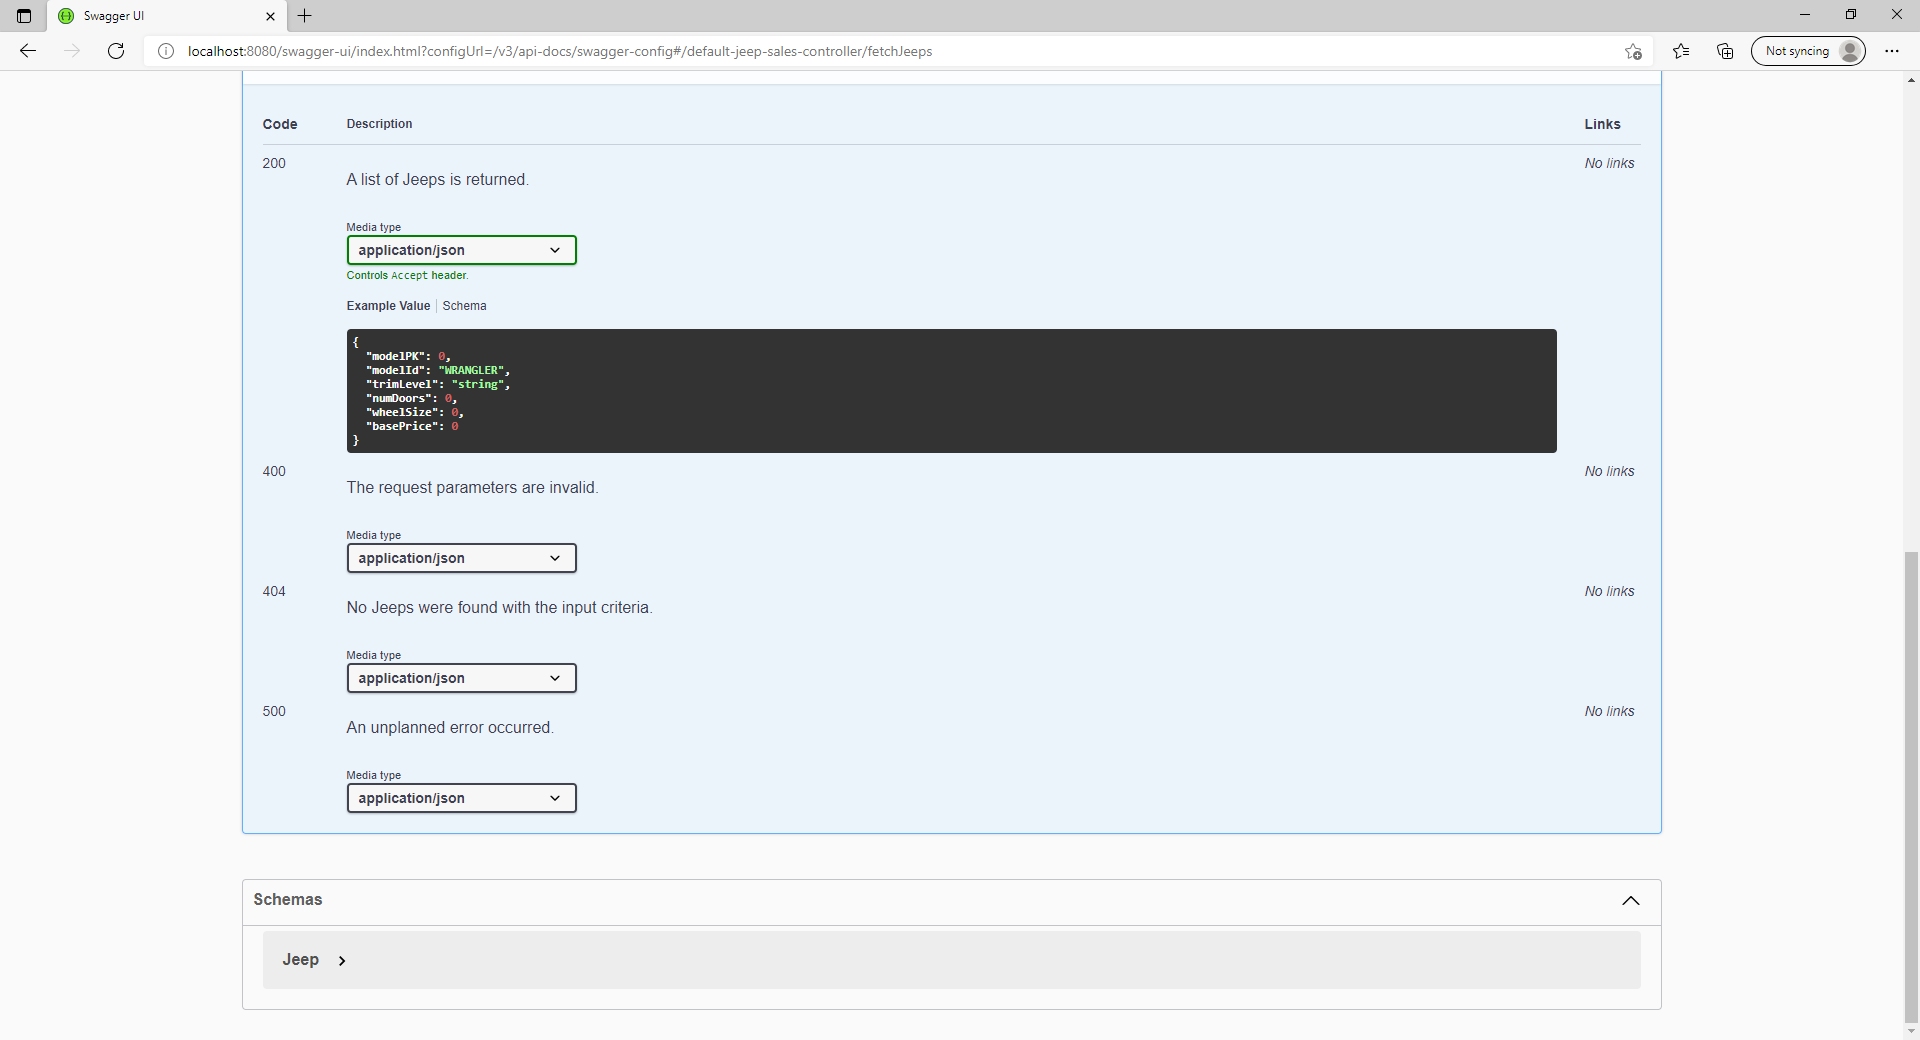 Swagger UI
localhost:8080/swagger-ui/index.html?configUrl=/v3/api-docs/swagger-config#/default-jeep-sales-controller/fetchJeeps
Not syncing
Code Description Links
200 No links
A list of Jeeps is returned.
Media type
application/json
Controls Accept header.
Example Value Schema
{
"modelPK": 0,
"modelId": "WRANGLER",
"trimLevel": "string",
"numDoors": 0,
"wheelSize": 0,
"basePrice": 0
}
400 No links
The request parameters are invalid.
Media type
application/json
404 No links
No Jeeps were found with the input criteria.
Media type
application/json
500 No links
An unplanned error occurred.
Media type
application/json
Schemas
Jeep